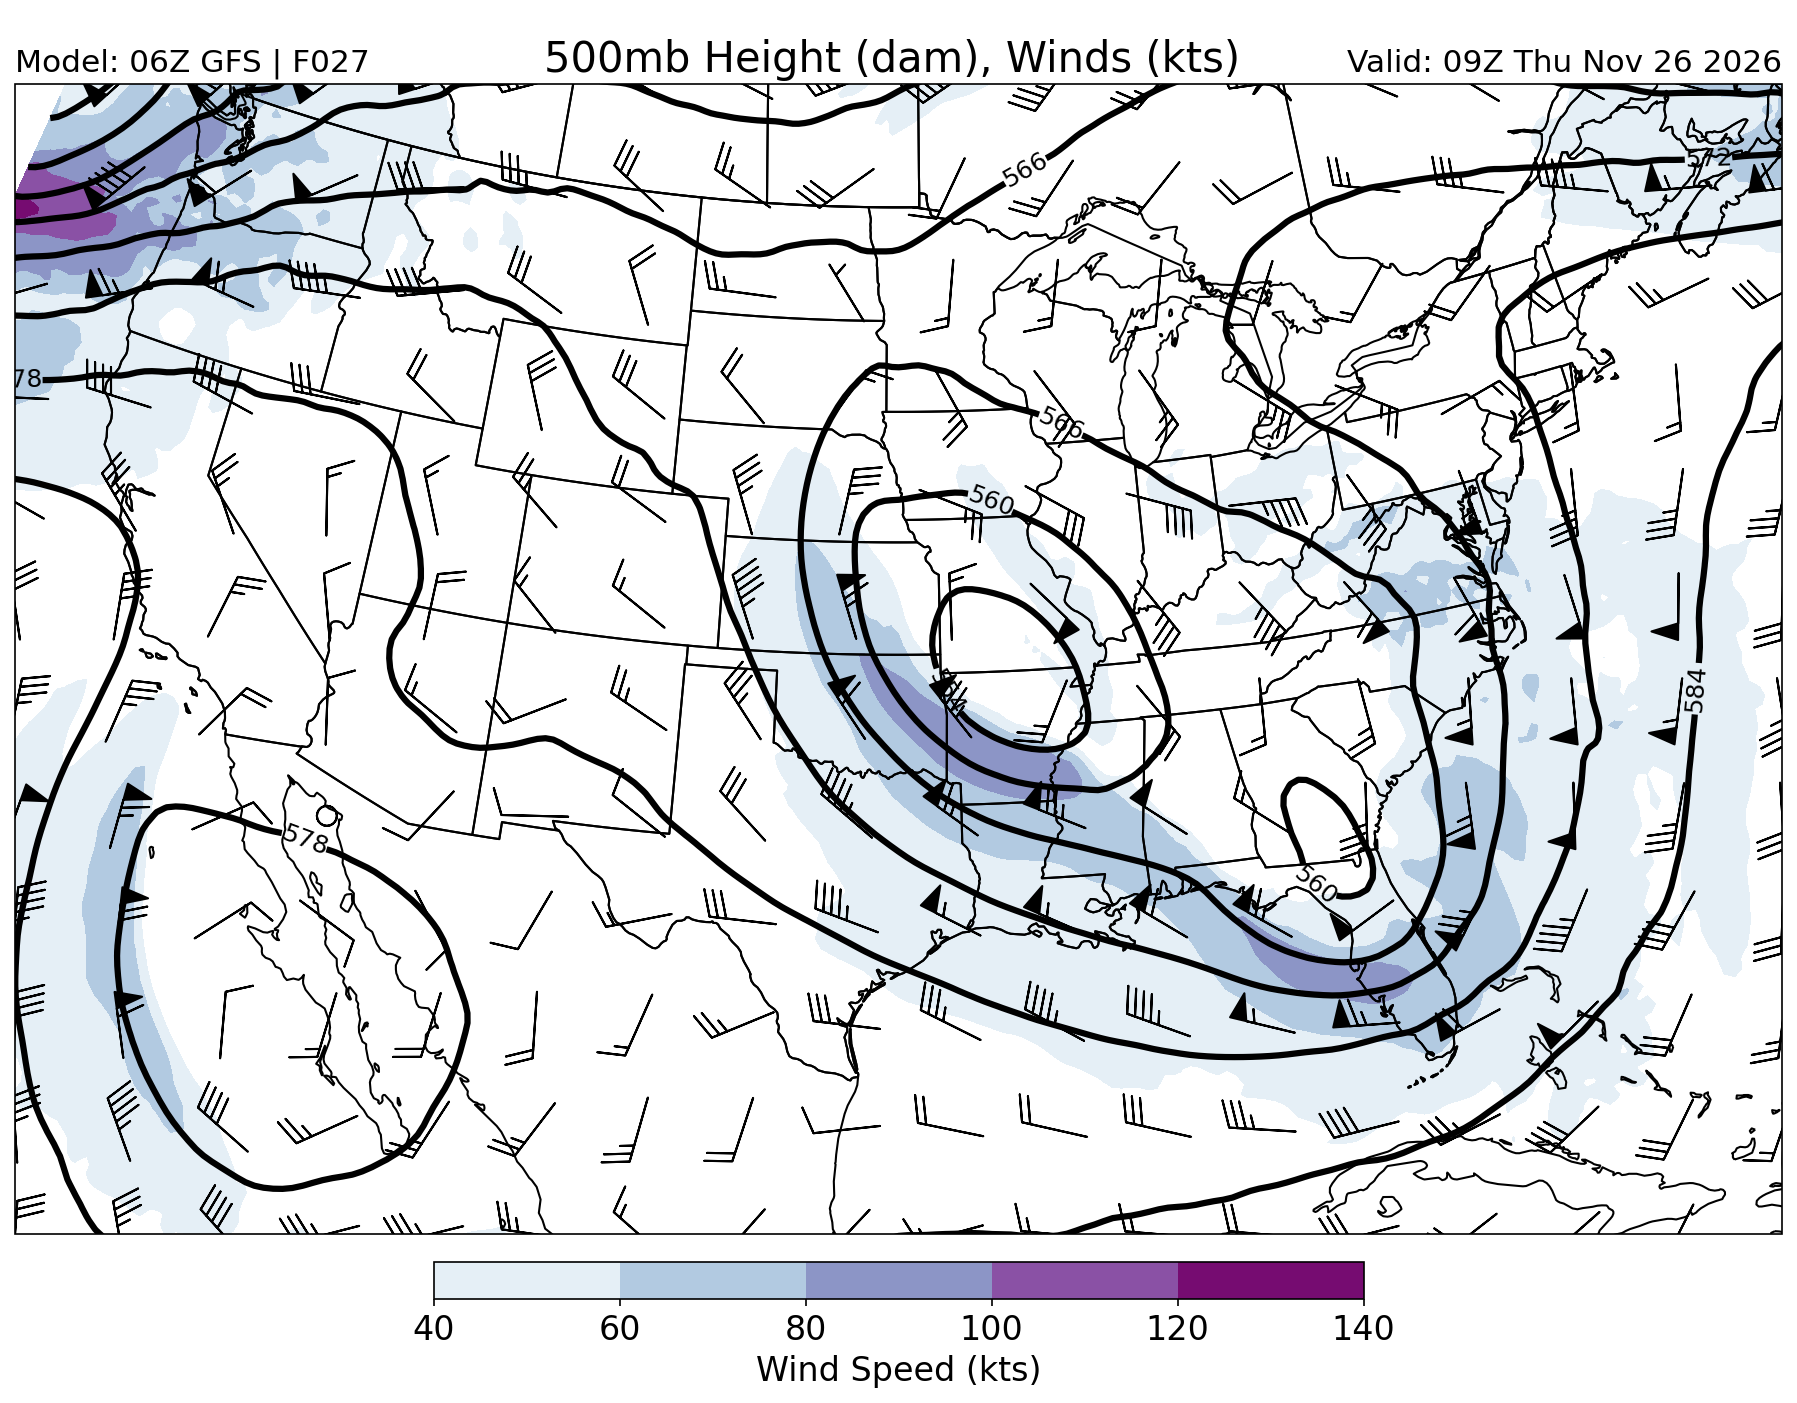 Model: 06Z GFS | F027
500mb Height (dam), Winds (kts)
Valid: 09Z Thu Nov 26 2026
572
566
78
566
560
584
578
560
40 60 80 100 120 140
Wind Speed (kts)